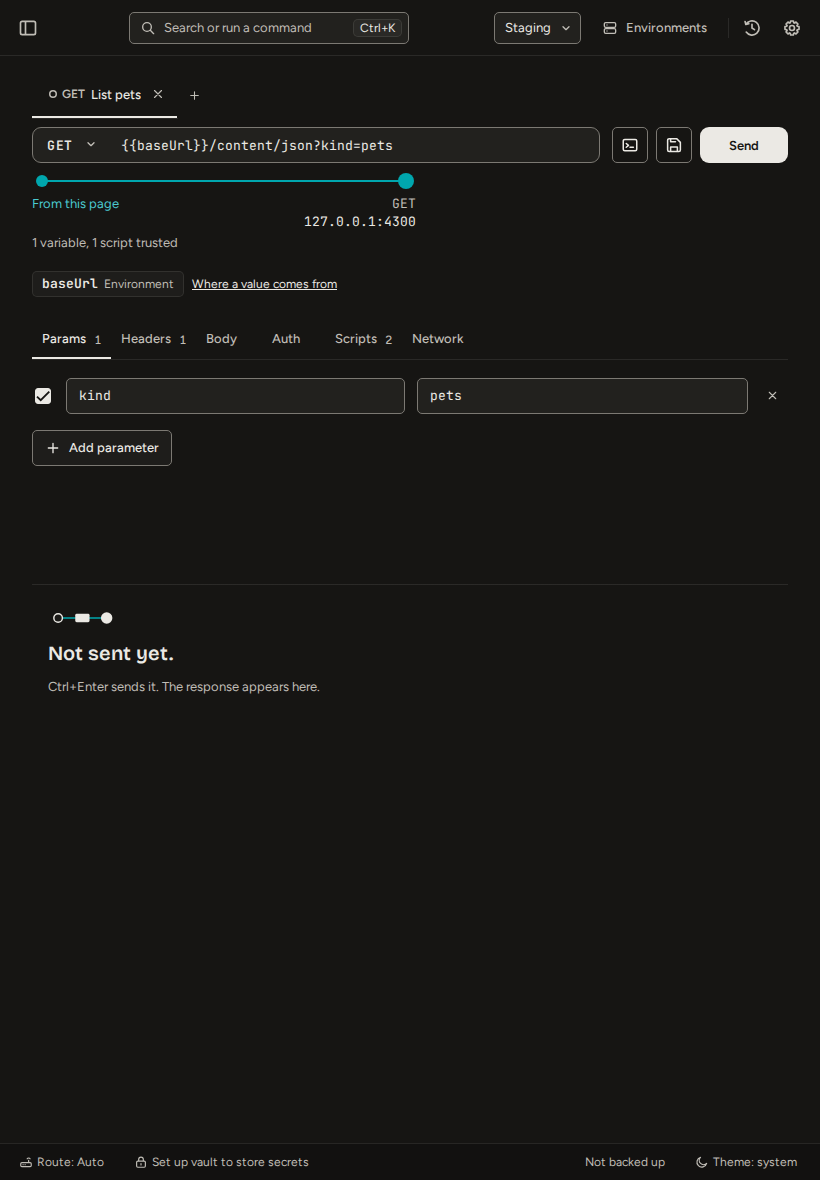 Search or run a command Ctrl+K Staging Environments
GET List pets
GET {{baseUrl}}/content/json?kind=pets Send
From this page GET
127.0.0.1:4300
1 variable, 1 script trusted
baseUrl Environment Where a value comes from
Params 1 Headers 1 Body Auth Scripts 2 Network
kind pets
Add parameter
Not sent yet.
Ctrl+Enter sends it. The response appears here.
Route: Auto Set up vault to store secrets Not backed up Theme: system